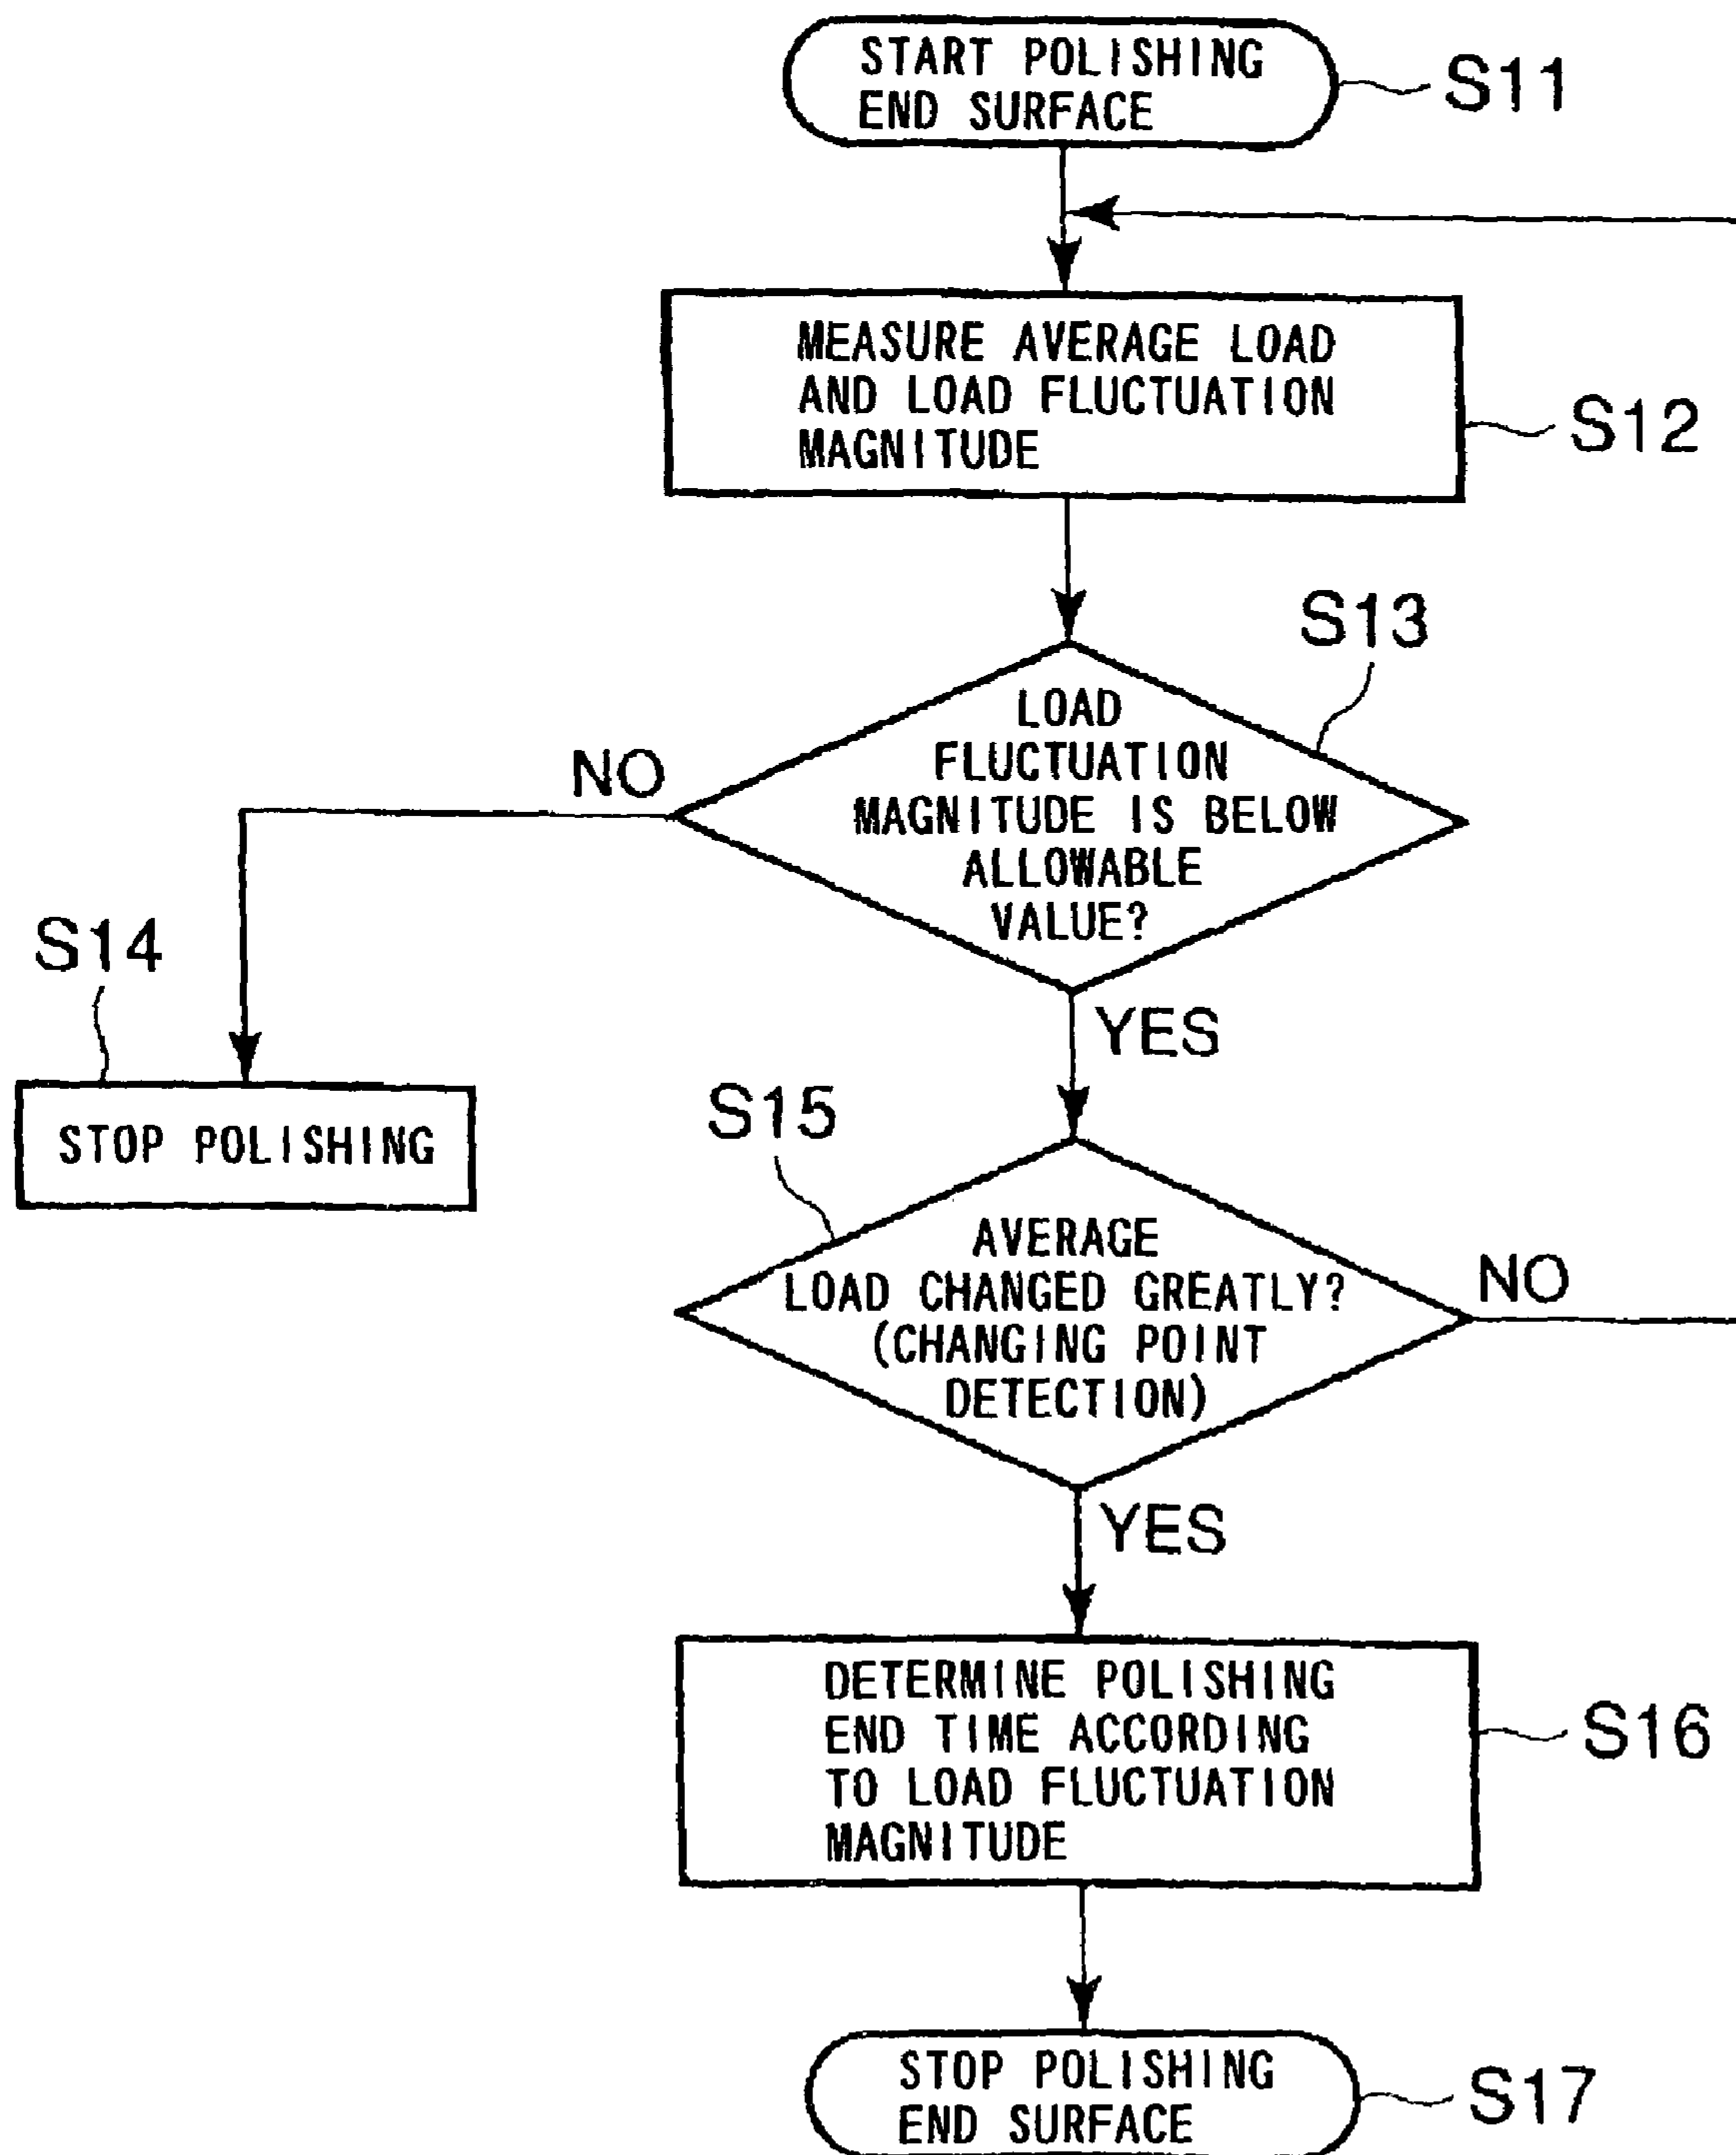 START POLISHING
END SURFACE
S11
MEASURE AVERAGE LOAD
AND LOAD FLUCTUATION
MAGNITUDE
S12
S13
LOAD
FLUCTUATION
MAGNITUDE IS BELOW
ALLOWABLE
VALUE?
NO
YES
S14
STOP POLISHING
S15
AVERAGE
LOAD CHANGED GREATLY?
(CHANGING POINT
DETECTION)
NO
YES
DETERMINE POLISHING
END TIME ACCORDING
TO LOAD FLUCTUATION
MAGNITUDE
S16
STOP POLISHING
END SURFACE
S17